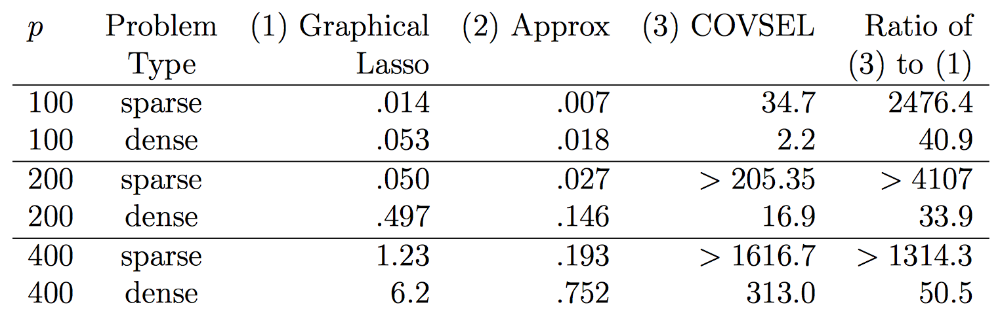 p Problem (1) Graphical (2) Approx (3) COVSEL Ratio of
Type Lasso (3) to (1)
100 sparse .014 .007 34.7 2476.4
100 dense .053 .018 2.2 40.9
200 sparse .050 .027 > 205.35 > 4107
200 dense .497 .146 16.9 33.9
400 sparse 1.23 .193 > 1616.7 > 1314.3
400 dense 6.2 .752 313.0 50.5